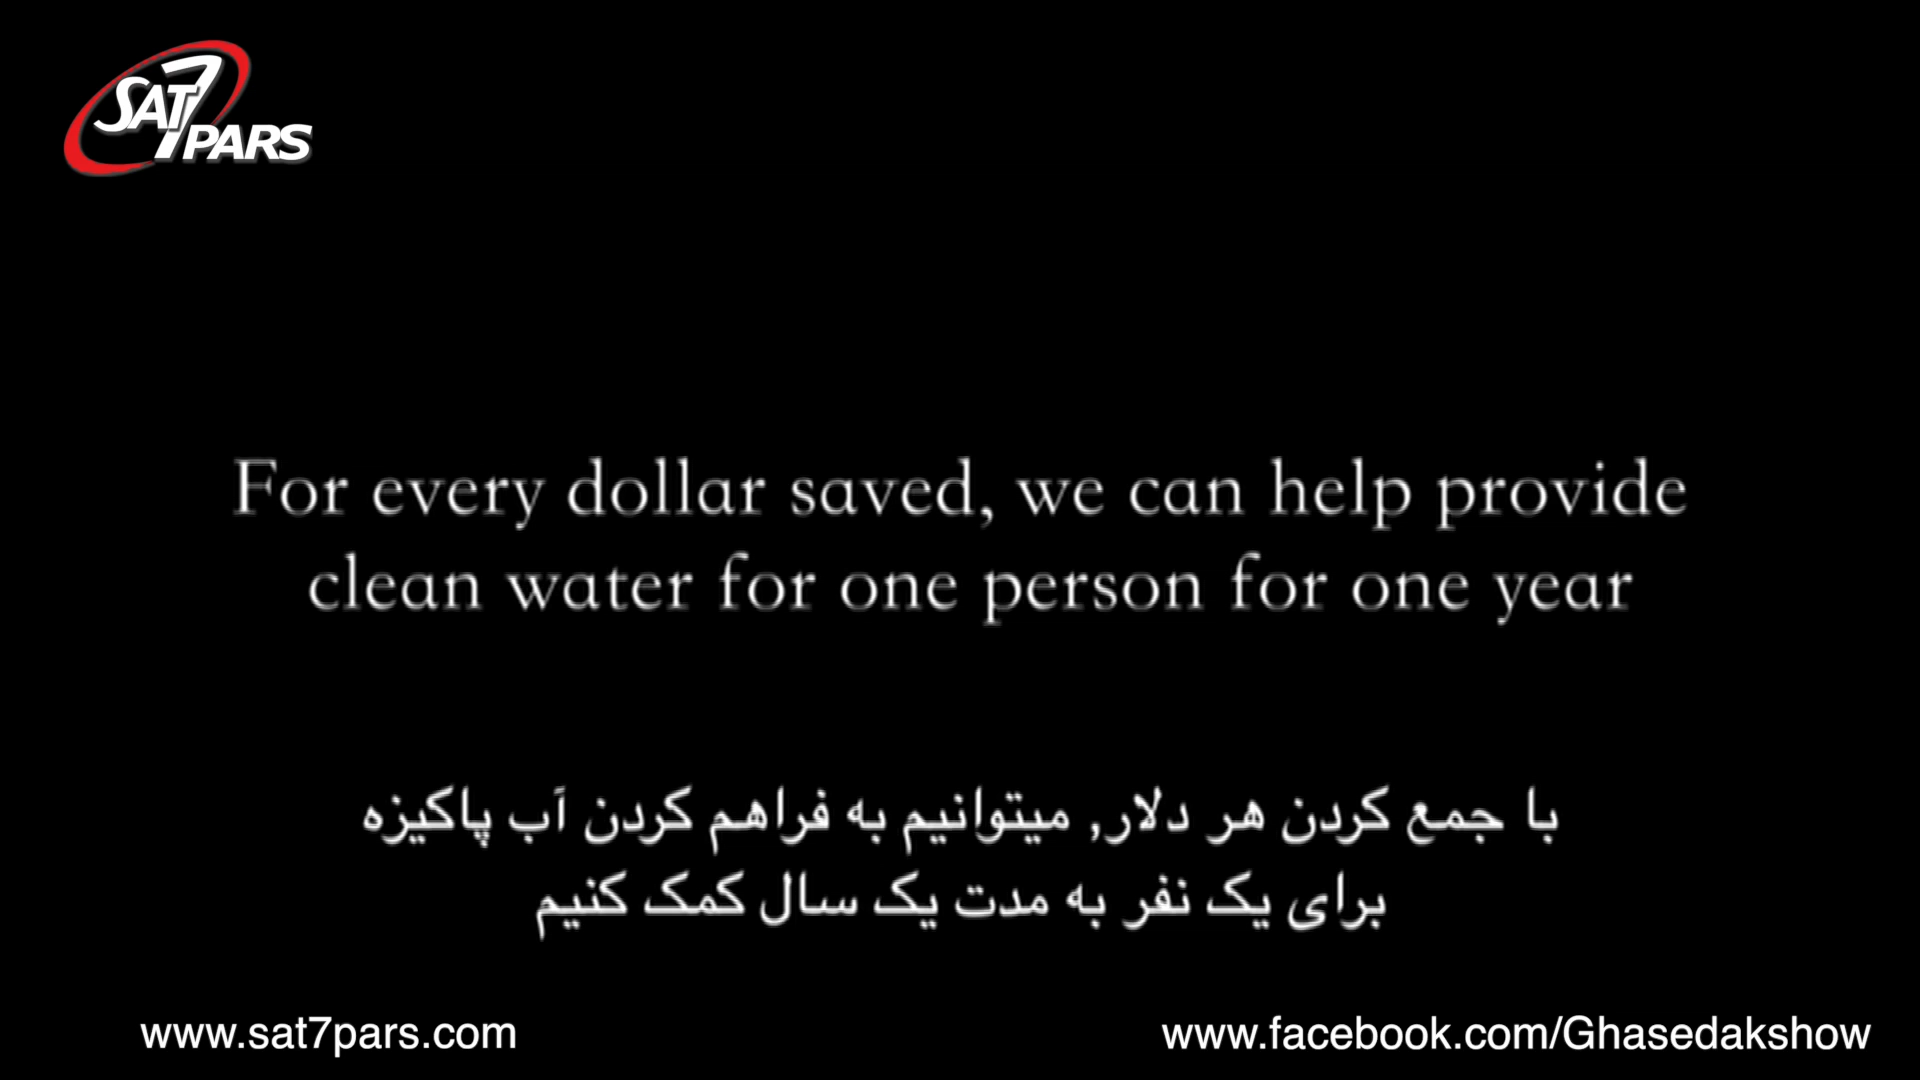 SAT7
PARS
For every dollar saved, we can help provide
clean water for one person for one year
با جمع کردن هر دلار, میتوانیم به فراهم کردن آب پاکیزه
برای یک نفر به مدت یک سال کمک کنیم
www.sat7pars.com
www.facebook.com/Ghasedakshow